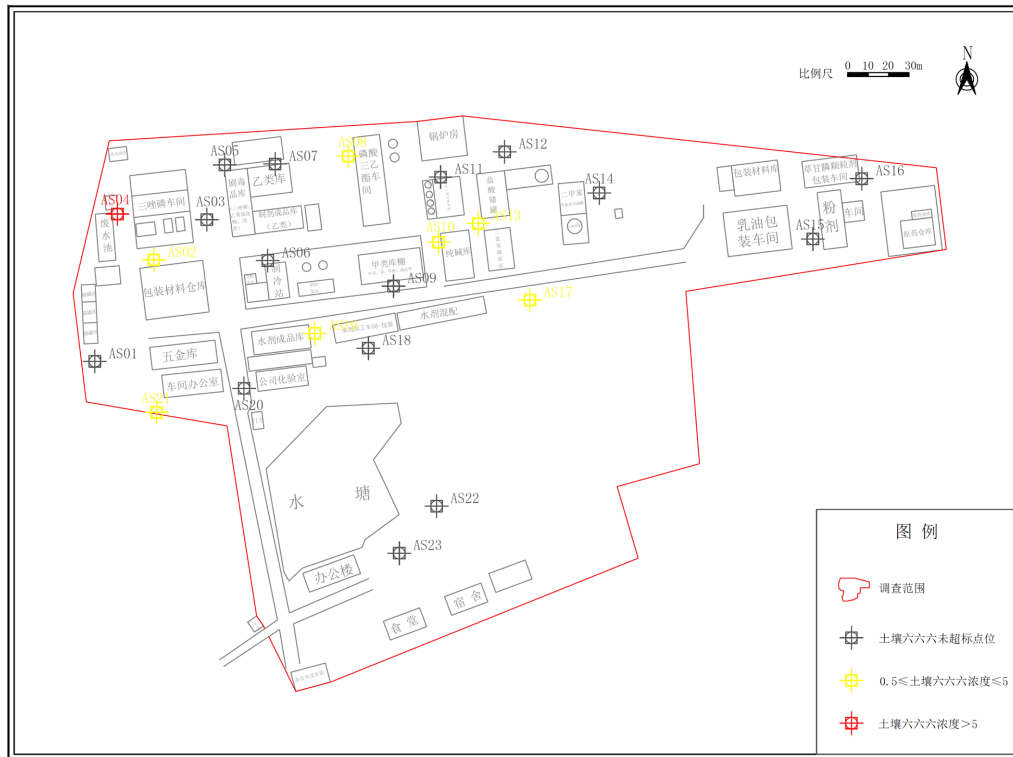 N
比例尺 0 10 20 30m
锅炉房
AS12
AS08
AS05
AS07
磷酸三乙酯车间
AS11
盐酸储罐
包装材料库
草甘膦颗粒剂包装车间
AS16
剧毒品库
乙类库
二甲苯
AS14
三唑磷车间
AS04
AS03
制剂成品库
(乙类)
AS13
粉剂
车间
乳油包装车间
AS15
原药仓库
废水池
AS10
AS02
AS06
纯碱库
制冷站
甲类库棚
AS09
包装材料仓库
AS17
水剂混配
水剂成品库
AS18
AS01
五金库
车间办公室
公司化验室
AS20
AS21
水塘
AS22
AS23
办公楼
宿舍
食堂
图例
调查范围
土壤六六六未超标点位
0.5≤土壤六六六浓度≤5
土壤六六六浓度>5